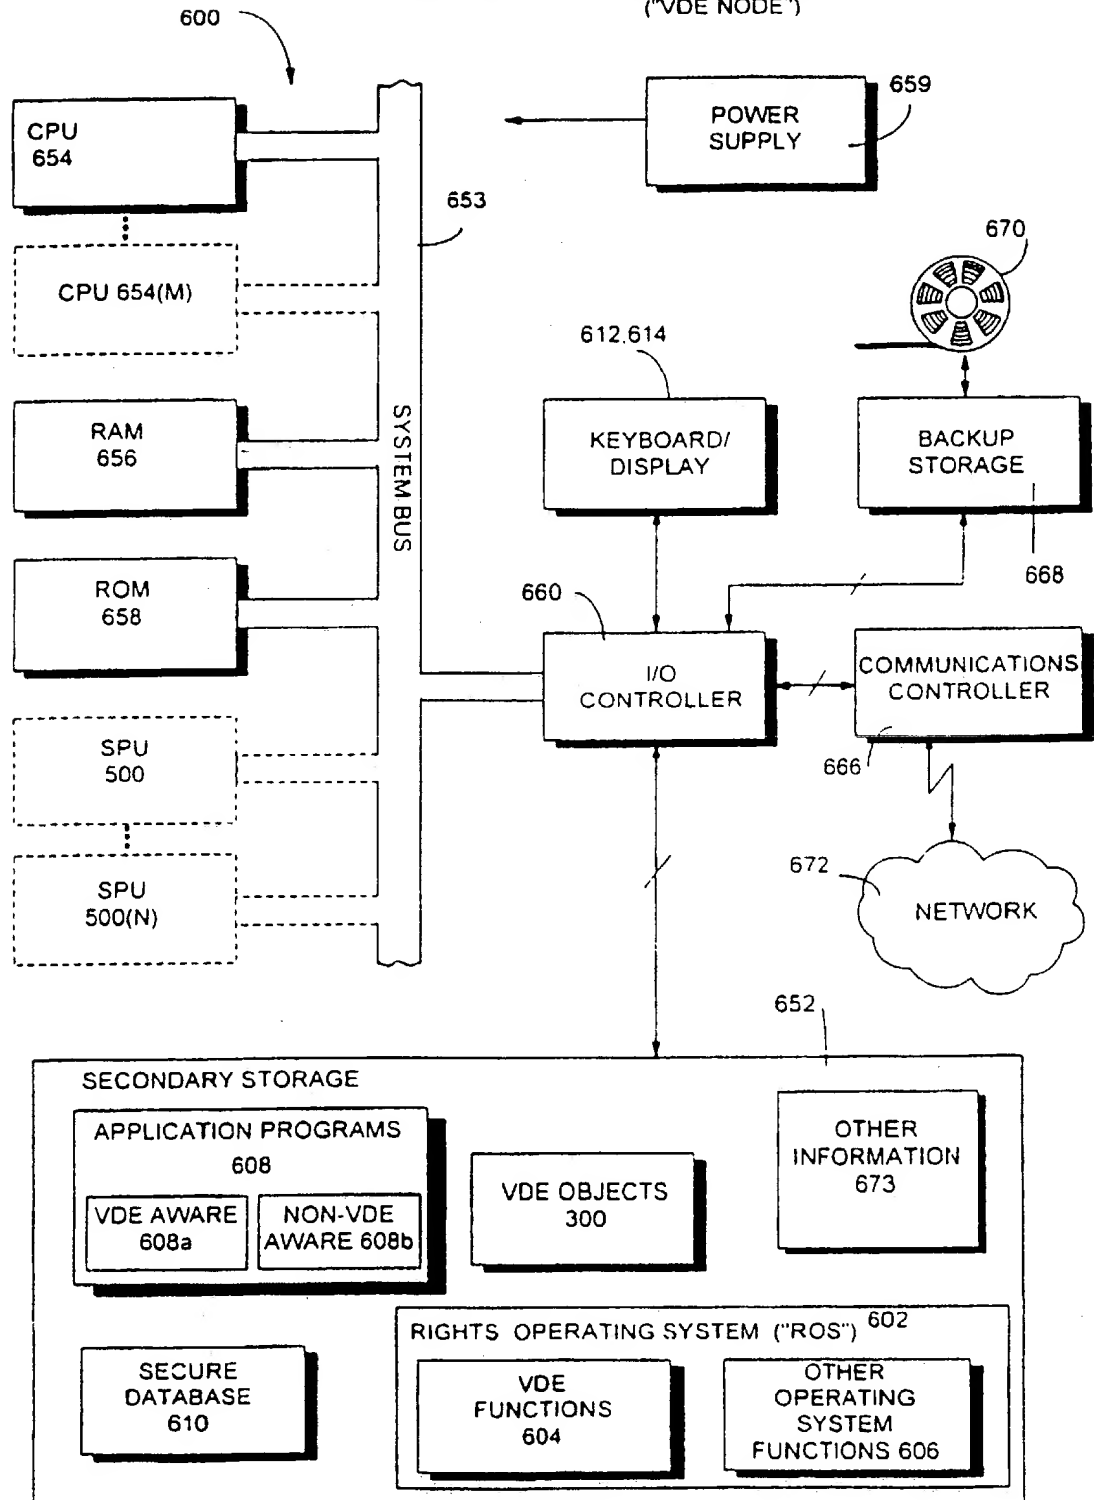 ("VDE NODE")
600
CPU
654
POWER
SUPPLY
659
653
CPU 654(M)
670
612,614
RAM
656
SYSTEM BUS
KEYBOARD/
DISPLAY
BACKUP
STORAGE
668
ROM
658
660
I/O
CONTROLLER
COMMUNICATIONS
CONTROLLER
666
SPU
500
672
NETWORK
SPU
500(N)
652
SECONDARY STORAGE
APPLICATION PROGRAMS
608
VDE AWARE
608a
NON-VDE
AWARE 608b
VDE OBJECTS
300
OTHER
INFORMATION
673
SECURE
DATABASE
610
RIGHTS OPERATING SYSTEM ("ROS")
602
VDE
FUNCTIONS
604
OTHER
OPERATING
SYSTEM
FUNCTIONS 606